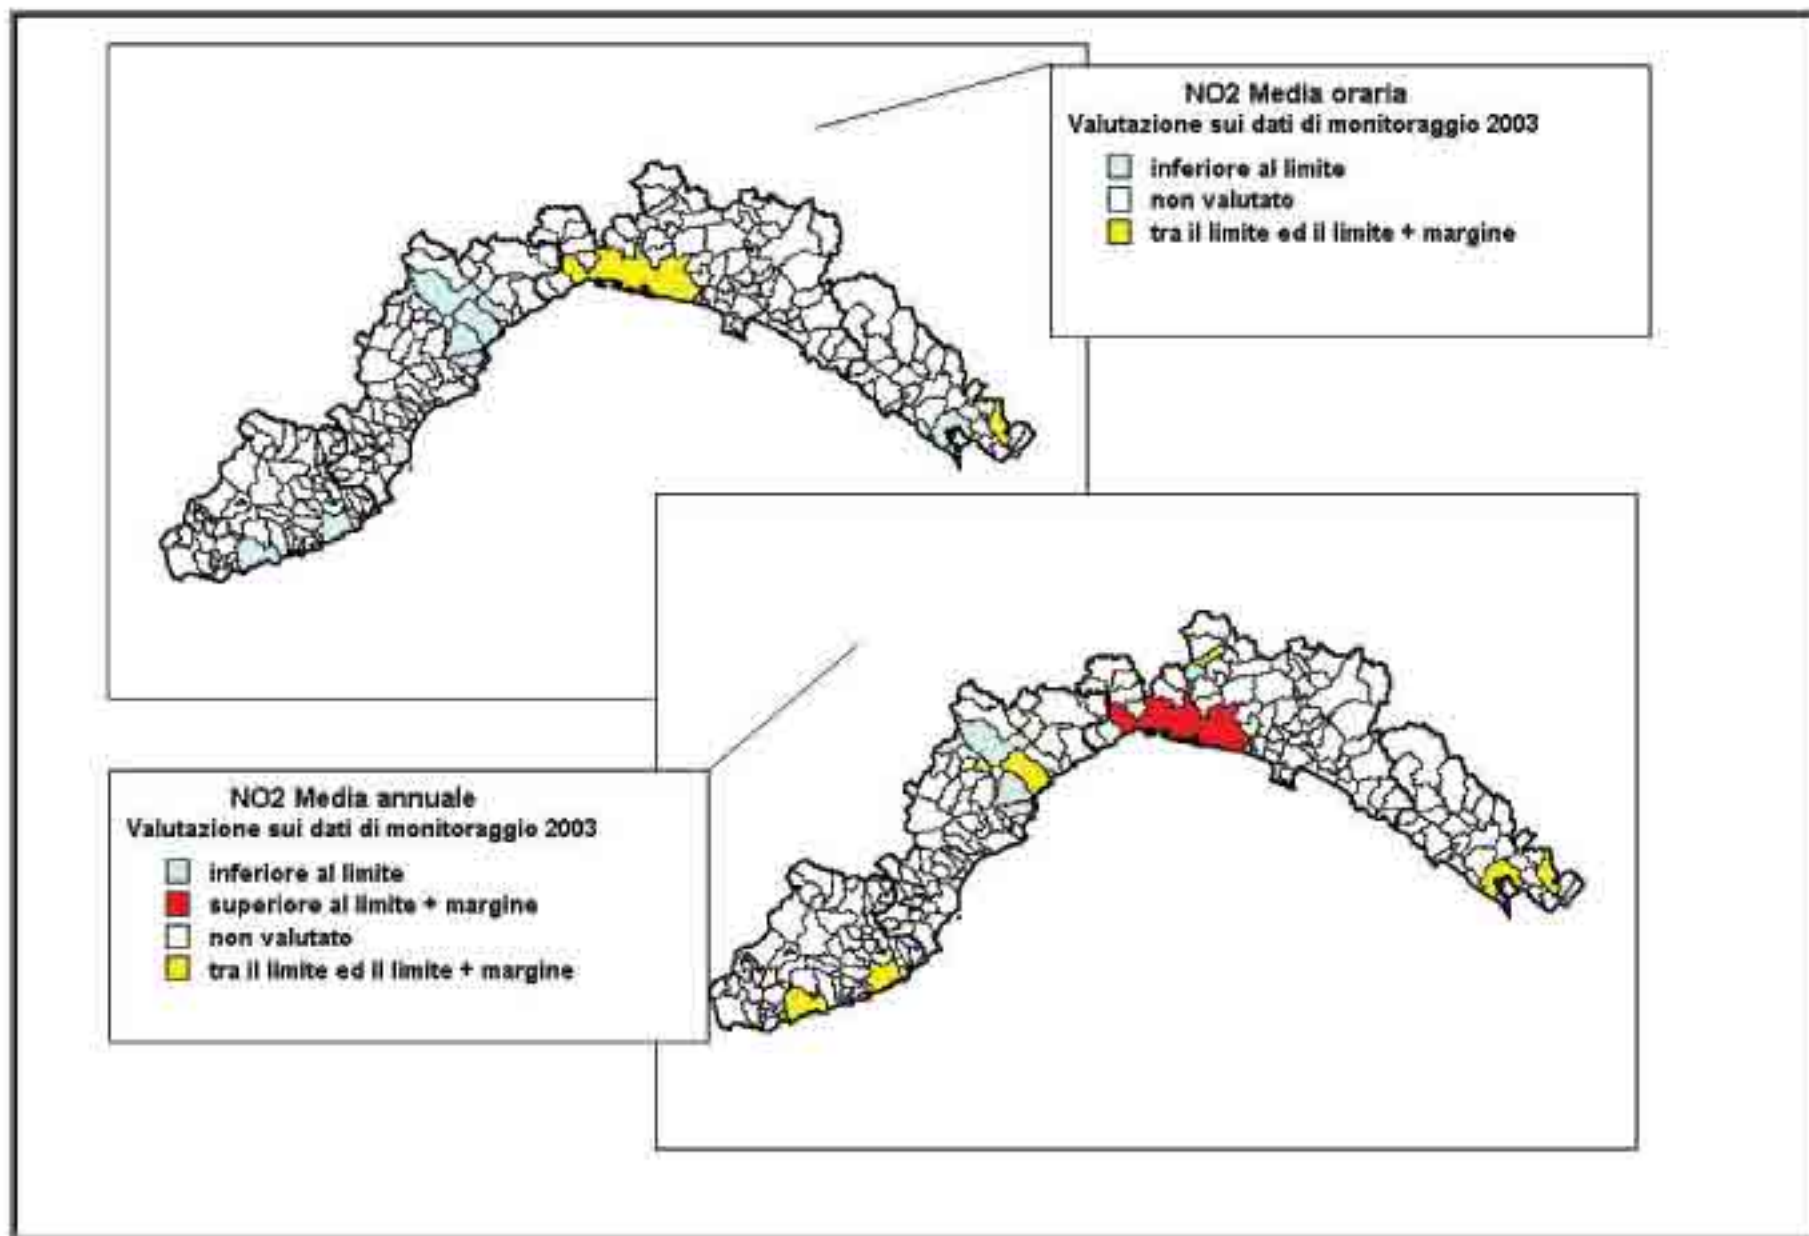 NO2 Media oraria
Valutazione sui dati di monitoraggio 2003
inferiore al limite
non valutato
tra il limite ed il limite + margine
NO2 Media annuale
Valutazione sui dati di monitoraggio 2003
inferiore al limite
superiore al limite + margine
non valutato
tra il limite ed il limite + margine